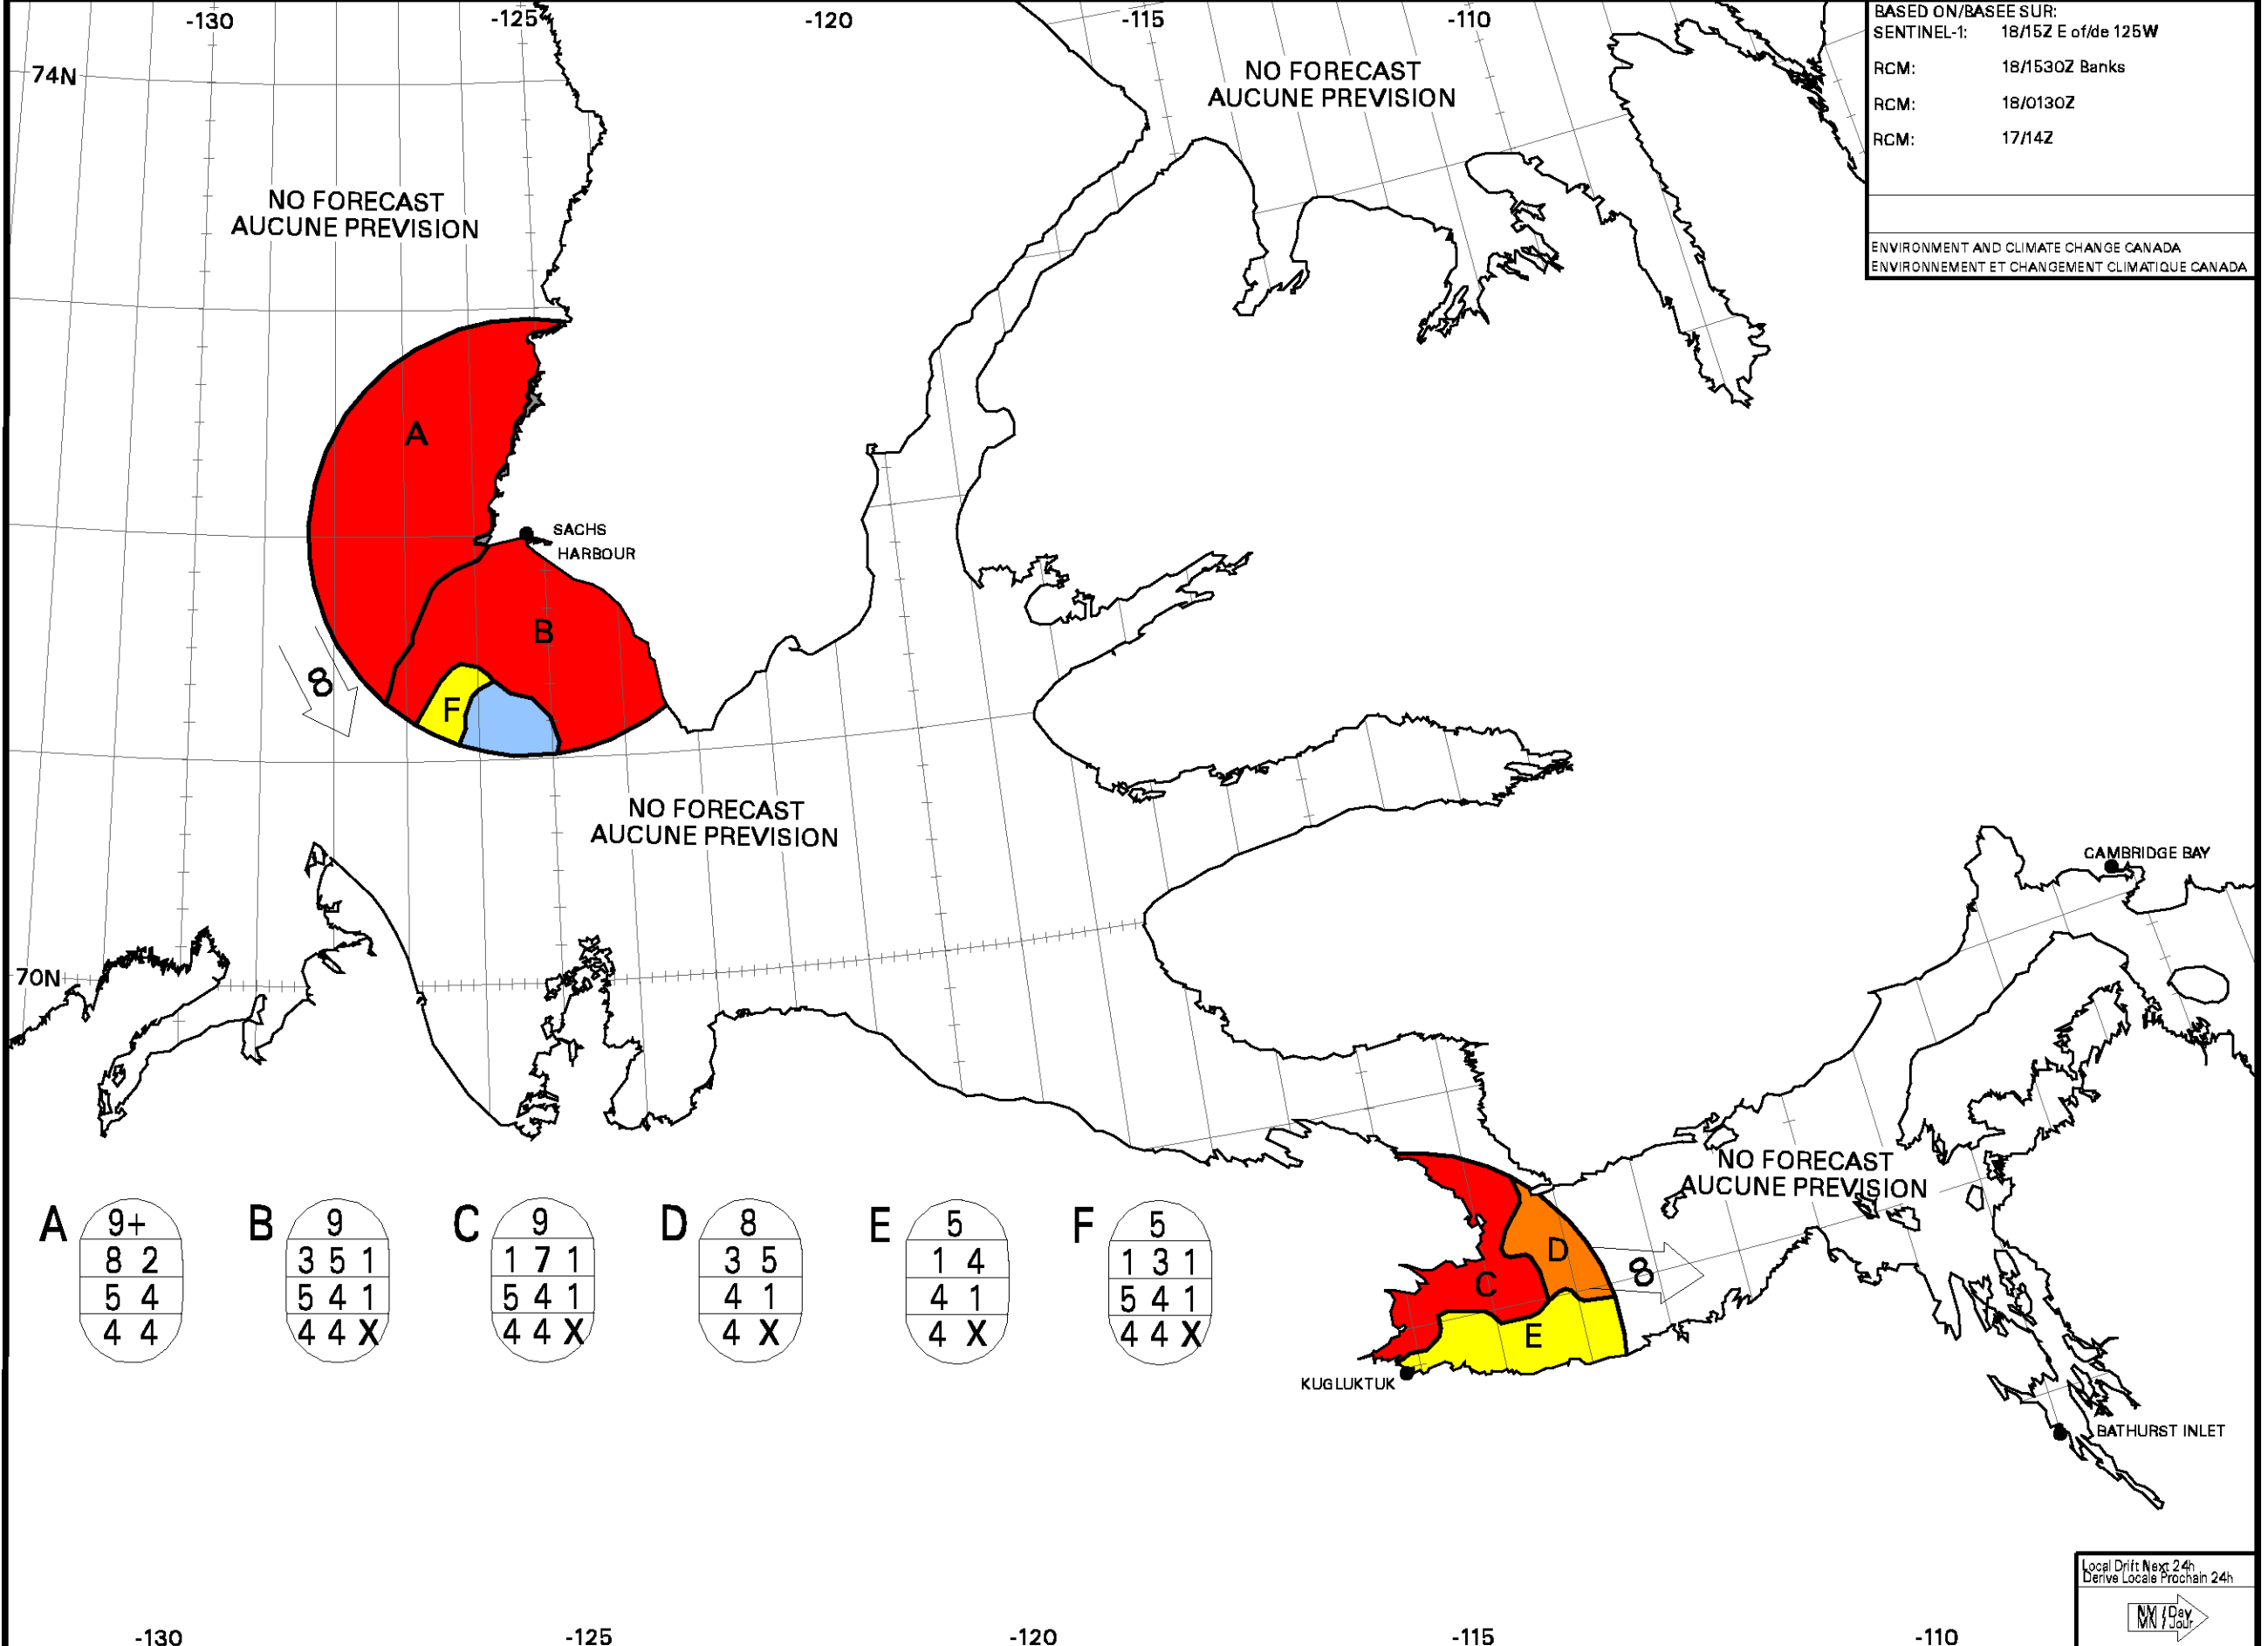 -130 -125 -120 -115 -110
BASED ON/BASEE SUR:
SENTINEL-1: 18/15Z E of/de 125W
RCM: 18/1530Z Banks
RCM: 18/0130Z
RCM: 17/14Z
ENVIRONMENT AND CLIMATE CHANGE CANADA
ENVIRONNEMENT ET CHANGEMENT CLIMATIQUE CANADA
74N
NO FORECAST
AUCUNE PREVISION
NO FORECAST
AUCUNE PREVISION
A
SACHS
HARBOUR
B
8
F
NO FORECAST
AUCUNE PREVISION
CAMBRIDGE BAY
70N
NO FORECAST
AUCUNE PREVISION
D
8
C
E
KUGLUKTUK
BATHURST INLET
A
9+
8 2
5 4
4 4
B
9
3 5 1
5 4 1
4 4 X
C
9
1 7 1
5 4 1
4 4 X
D
8
3 5
4 1
4 X
E
5
1 4
4 1
4 X
F
5
1 3 1
5 4 1
4 4 X
Local Drift Next 24h
Derive Locale Prochain 24h
NM / Day
MN / Jour
-130 -125 -120 -115 -110